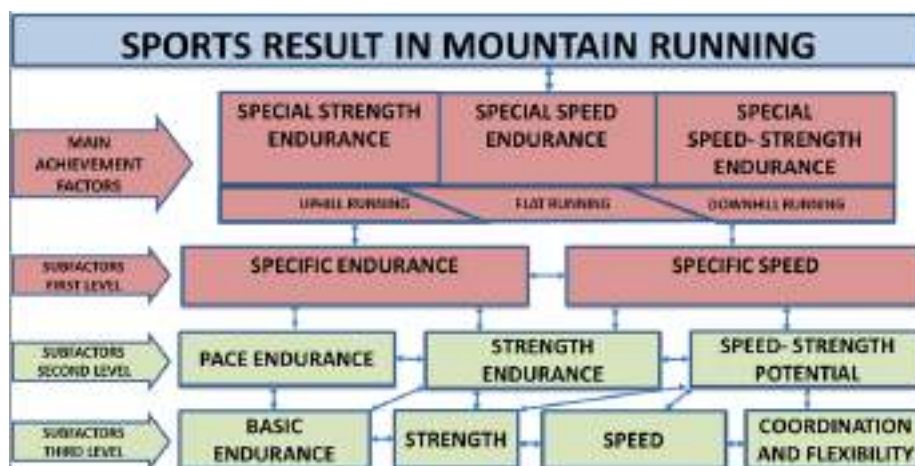 SPORTS RESULT IN MOUNTAIN RUNNING
MAIN
ACHIEVEMENT
FACTORS
SPECIAL STRENGTH
ENDURANCE
SPECIAL SPEED
ENDURANCE
SPECIAL
SPEED- STRENGTH
ENDURANCE
UPHILL RUNNING
FLAT RUNNING
DOWNHILL RUNNING
SUBFACTORS
FIRST LEVEL
SPECIFIC ENDURANCE
SPECIFIC SPEED
SUBFACTORS
SECOND LEVEL
PACE ENDURANCE
STRENGTH
ENDURANCE
SPEED- STRENGTH
POTENTIAL
SUBFACTORS
THIRD LEVEL
BASIC
ENDURANCE
STRENGTH
SPEED
COORDINATION
AND FLEXIBILITY